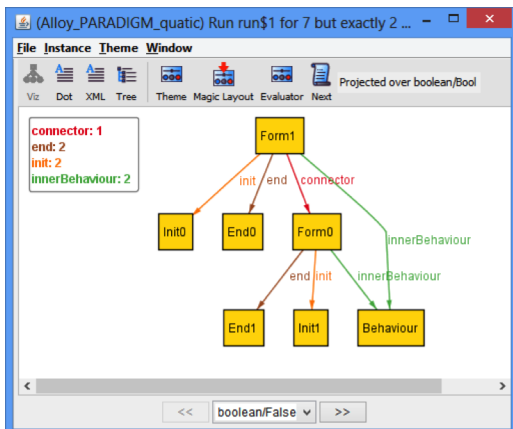 (Alloy_PARADIGM_quatic) Run run$1 for 7 but exactly 2 ...
File Instance Theme Window
Viz Dot XML Tree Theme Magic Layout Evaluator Next Projected over boolean/Bool
connector: 1
end: 2
init: 2
innerBehaviour: 2
Form1
init end connector
Init0 End0 Form0
innerBehaviour
end init innerBehaviour
End1 Init1 Behaviour
<< boolean/False >>